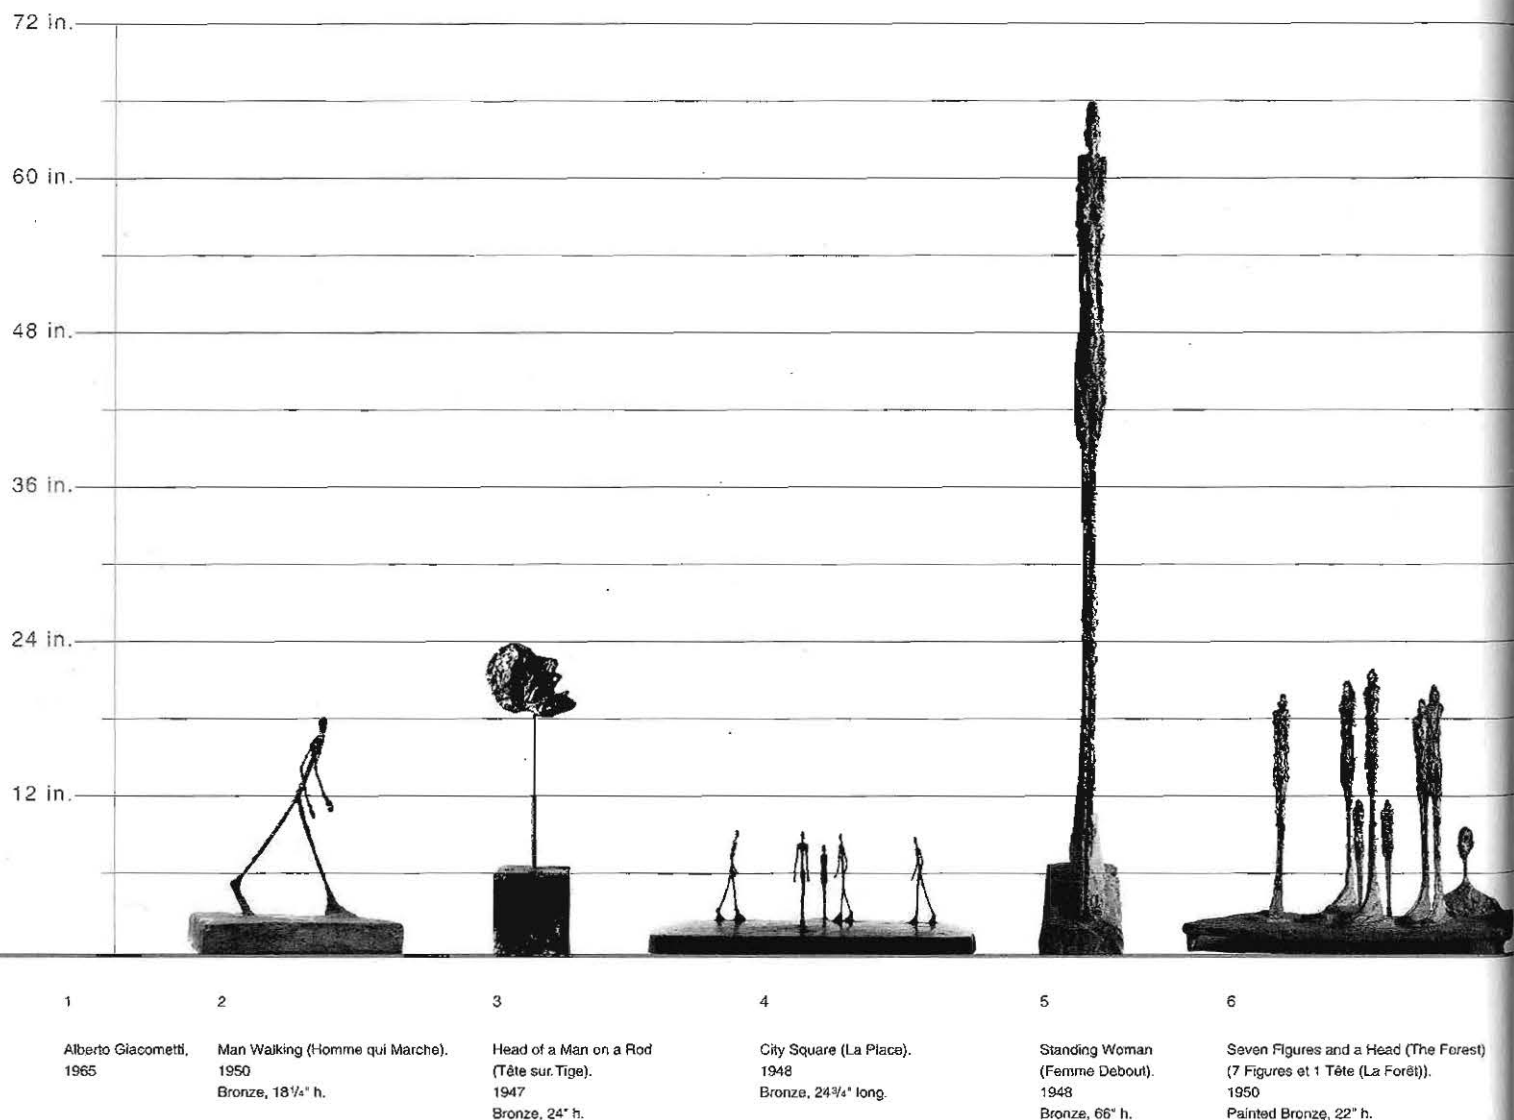 72 in.
60 in.
48 in.
36 in.
24 in.
12 in.
1
Alberto Giacometti,
1965
2
Man Walking (Homme qui Marche).
1950
Bronze, 18¼" h.
3
Head of a Man on a Rod
(Tête sur Tige).
1947
Bronze, 24" h.
4
City Square (La Place).
1948
Bronze, 24¾" long.
5
Standing Woman
(Femme Debout).
1948
Bronze, 66" h.
6
Seven Figures and a Head (The Forest)
(7 Figures et 1 Tête (La Forêt)).
1950
Painted Bronze, 22" h.